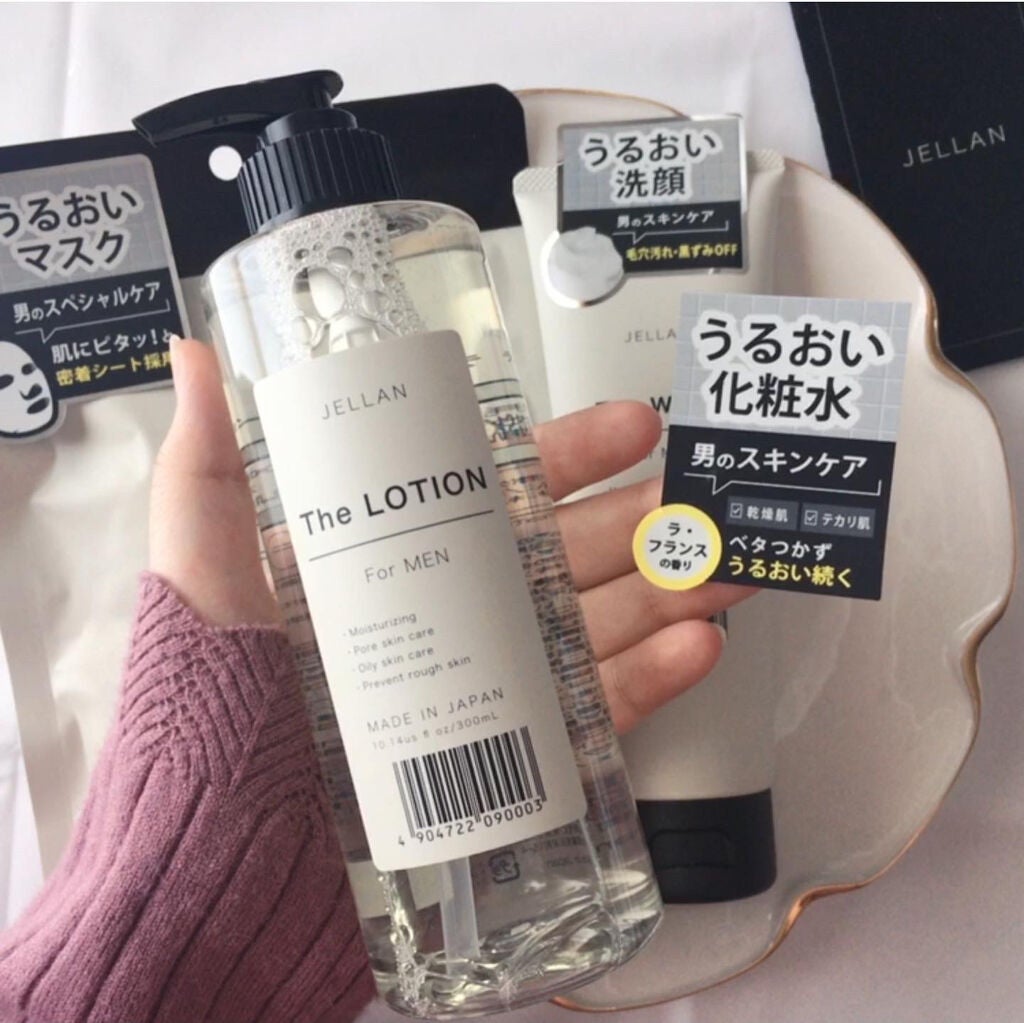 うるおい
マスク
男のスペシャルケア
肌にピタッ!と
密着シート採用
JELLAN
The LOTION
For MEN
・Moisturizing
・Pore skin care
・Oily skin care
・Prevent rough skin
MADE IN JAPAN
10.14us fl oz/300mL
4 904722 090003
うるおい
洗顔
男のスキンケア
毛穴汚れ・黒ずみOFF
JELLA
W
うるおい
化粧水
男のスキンケア
乾燥肌
テカリ肌
ラ・
フランス
の香り
ベタつかず
うるおい続く
JELLAN